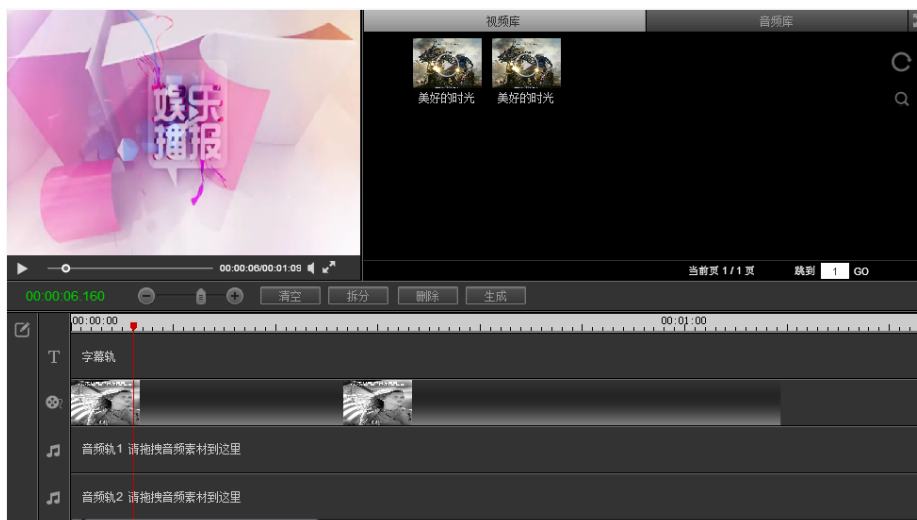 视频库
音频库
娱乐
播报
美好的时光
美好的时光
00:00:06/00:01:09
当前页 1/1 页
跳到 1 GO
00:00:06.160
清空
拆分
删除
生成
00:00:00
00:01:00
T
字幕轨
音频轨1 请拖拽音频素材到这里
音频轨2 请拖拽音频素材到这里